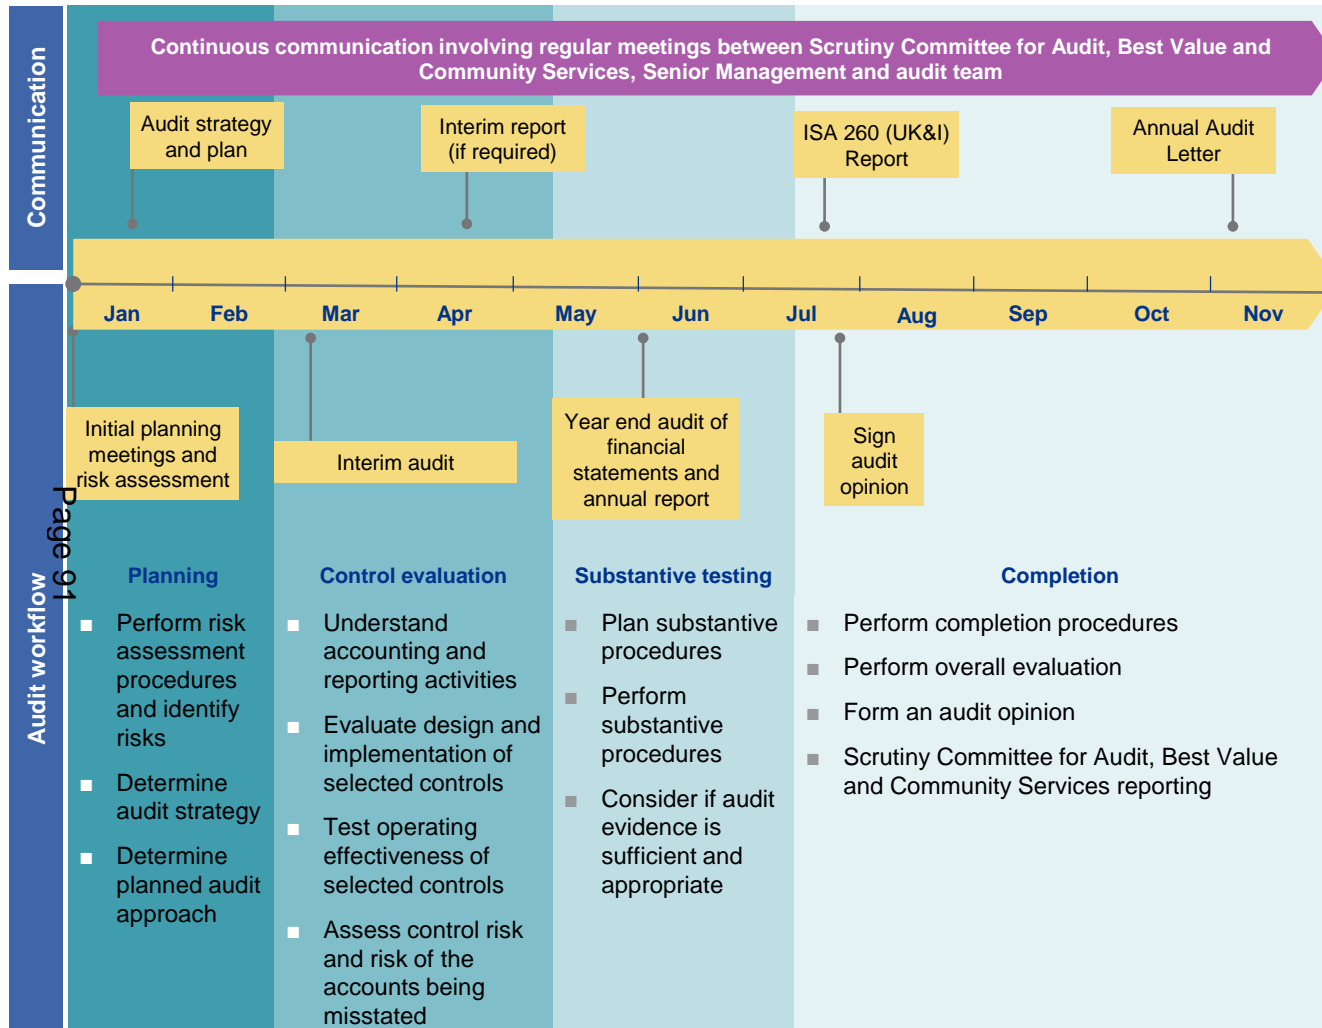 Communication
Continuous communication involving regular meetings between Scrutiny Committee for Audit, Best Value and
Community Services, Senior Management and audit team
Audit strategy
and plan
Interim report
(if required)
ISA 260 (UK&I)
Report
Annual Audit
Letter
Jan
Feb
Mar
Apr
May
Jun
Jul
Aug
Sep
Oct
Nov
Audit workflow
Initial planning
meetings and
risk assessment
Interim audit
Year end audit of
financial
statements and
annual report
Sign
audit
opinion
Page 91
Planning
■ Perform risk
assessment
procedures
and identify
risks
■ Determine
audit strategy
■ Determine
planned audit
approach
Control evaluation
■ Understand
accounting and
reporting activities
■ Evaluate design and
implementation of
selected controls
■ Test operating
effectiveness of
selected controls
■ Assess control risk
and risk of the
accounts being
misstated
Substantive testing
■ Plan substantive
procedures
■ Perform
substantive
procedures
■ Consider if audit
evidence is
sufficient and
appropriate
Completion
■ Perform completion procedures
■ Perform overall evaluation
■ Form an audit opinion
■ Scrutiny Committee for Audit, Best Value
and Community Services reporting